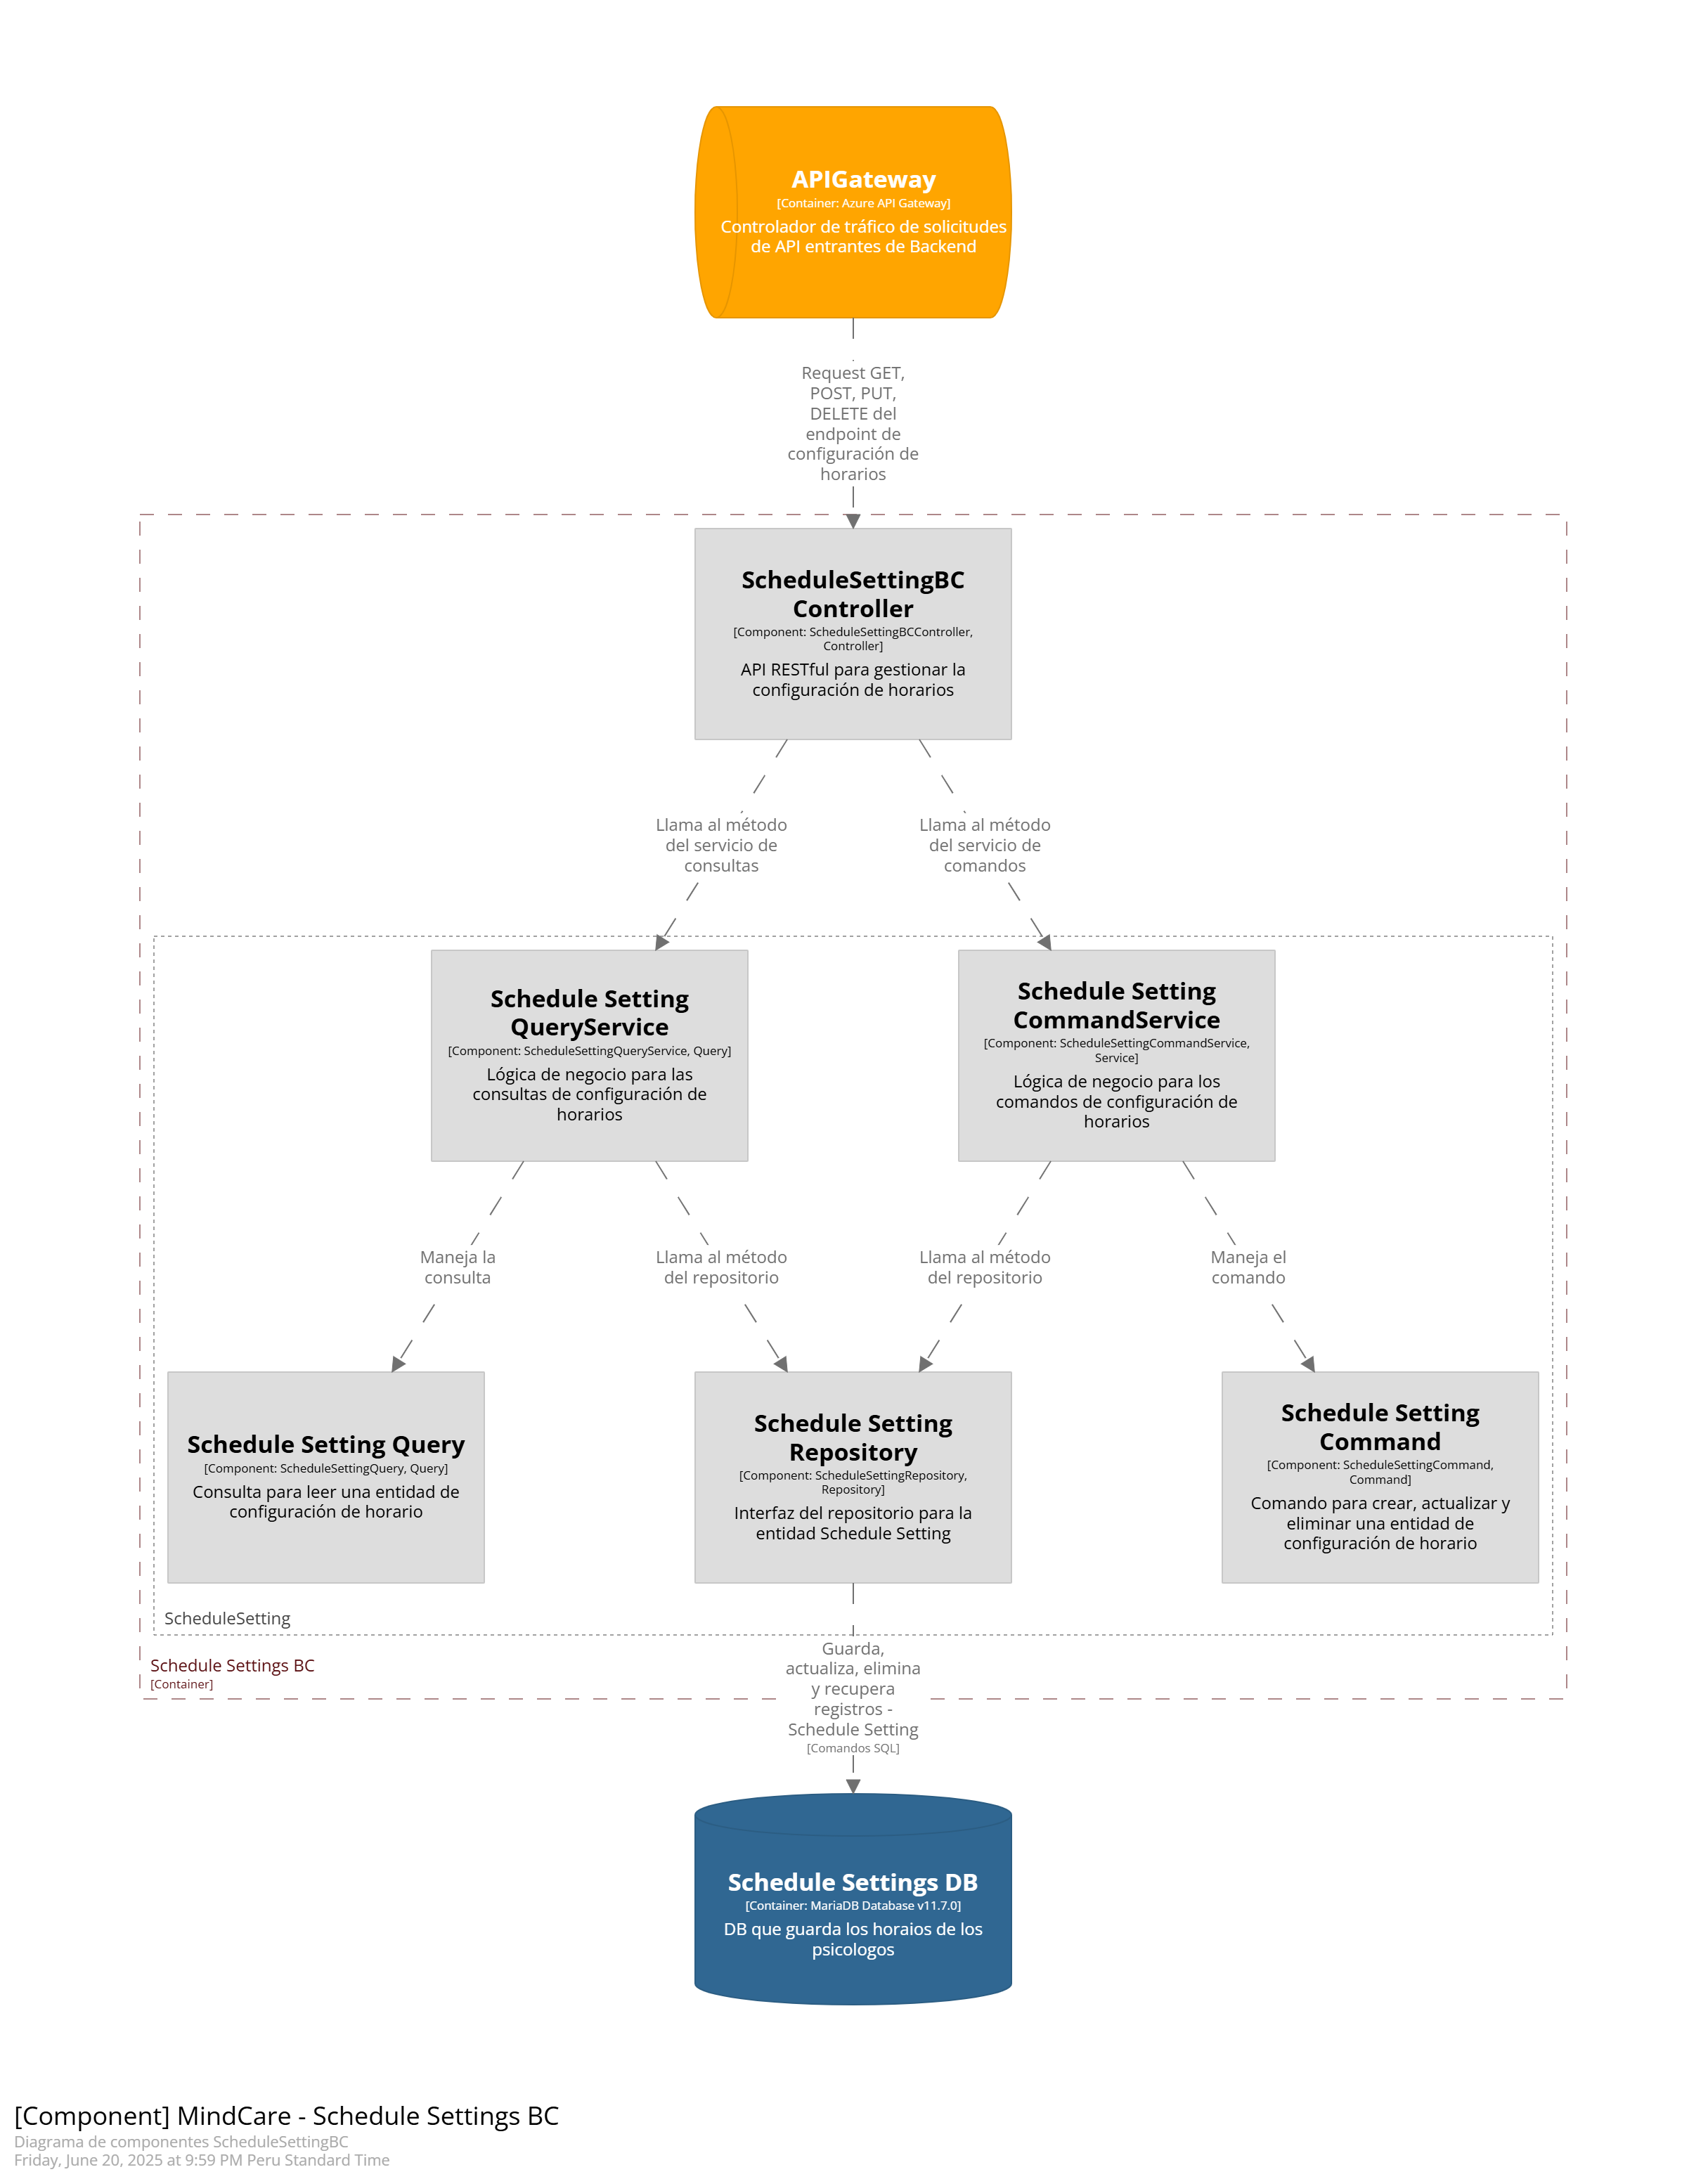 APIGateway
[Container: Azure API Gateway]
Controlador de tráfico de solicitudes
de API entrantes de Backend
Request GET,
POST, PUT,
DELETE del
endpoint de
configuración de
horarios
ScheduleSettingBC
Controller
[Component: ScheduleSettingBCController,
Controller]
API RESTful para gestionar la
configuración de horarios
Llama al método
del servicio de
consultas
Llama al método
del servicio de
comandos
Schedule Setting
QueryService
[Component: ScheduleSettingQueryService, Query]
Lógica de negocio para las
consultas de configuración de
horarios
Schedule Setting
CommandService
[Component: ScheduleSettingCommandService,
Service]
Lógica de negocio para los
comandos de configuración de
horarios
Maneja la
consulta
Llama al método
del repositorio
Llama al método
del repositorio
Maneja el
comando
Schedule Setting Query
[Component: ScheduleSettingQuery, Query]
Consulta para leer una entidad de
configuración de horario
Schedule Setting
Repository
[Component: ScheduleSettingRepository,
Repository]
Interfaz del repositorio para la
entidad Schedule Setting
Schedule Setting
Command
[Component: ScheduleSettingCommand,
Command]
Comando para crear, actualizar y
eliminar una entidad de
configuración de horario
ScheduleSetting
Schedule Settings BC
[Container]
Guarda,
actualiza, elimina
y recupera
registros -
Schedule Setting
[Comandos SQL]
Schedule Settings DB
[Container: MariaDB Database v11.7.0]
DB que guarda los horaios de los
psicologos
[Component] MindCare - Schedule Settings BC
Diagrama de componentes ScheduleSettingBC
Friday, June 20, 2025 at 9:59 PM Peru Standard Time